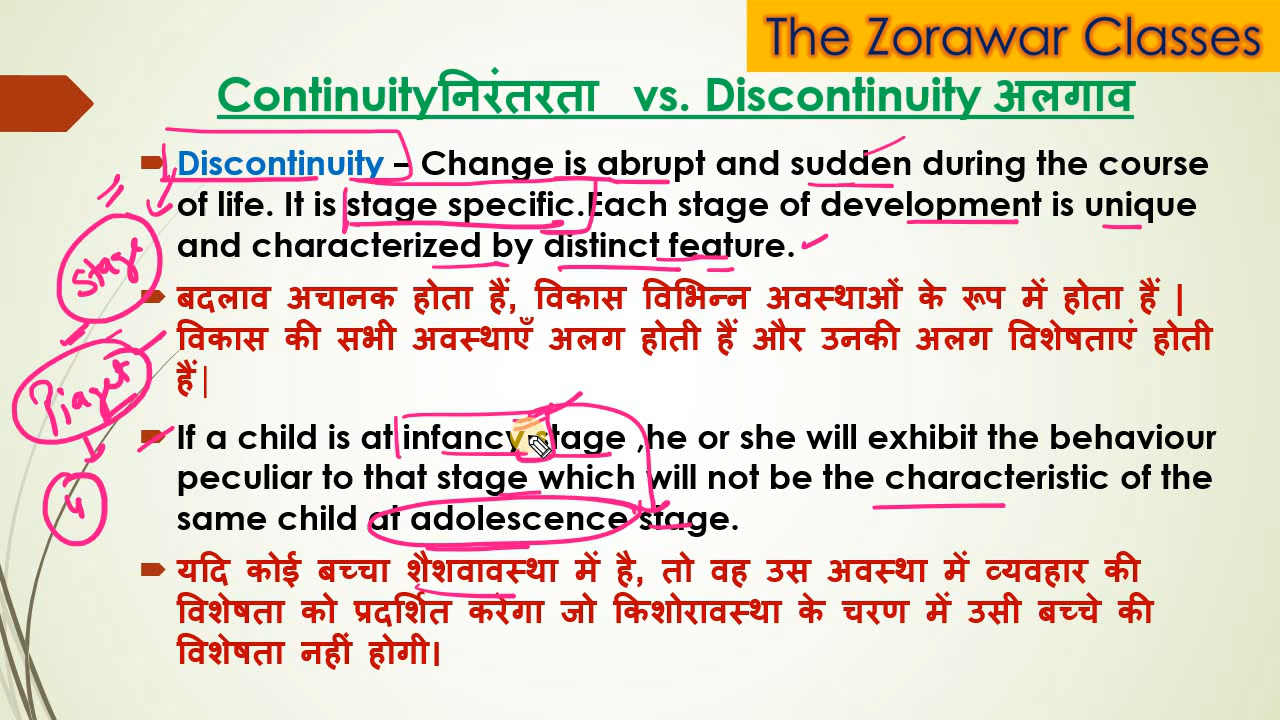 The Zorawar Classes
Continuityनिरंतरता vs. Discontinuity अलगाव
Discontinuity – Change is abrupt and sudden during the course
of life. It is stage specific.Each stage of development is unique
and characterized by distinct feature.
stage
बदलाव अचानक होता हैं, विकास विभिन्न अवस्थाओं के रूप में होता हैं |
विकास की सभी अवस्थाएँ अलग होती हैं और उनकी अलग विशेषताएं होती
हैं|
Piaget
If a child is at infancy stage ,he or she will exhibit the behaviour
peculiar to that stage which will not be the characteristic of the
same child at adolescence stage.
4
यदि कोई बच्चा शैशवावस्था में है, तो वह उस अवस्था में व्यवहार की
विशेषता को प्रदर्शित करेगा जो किशोरावस्था के चरण में उसी बच्चे की
विशेषता नहीं होगी।